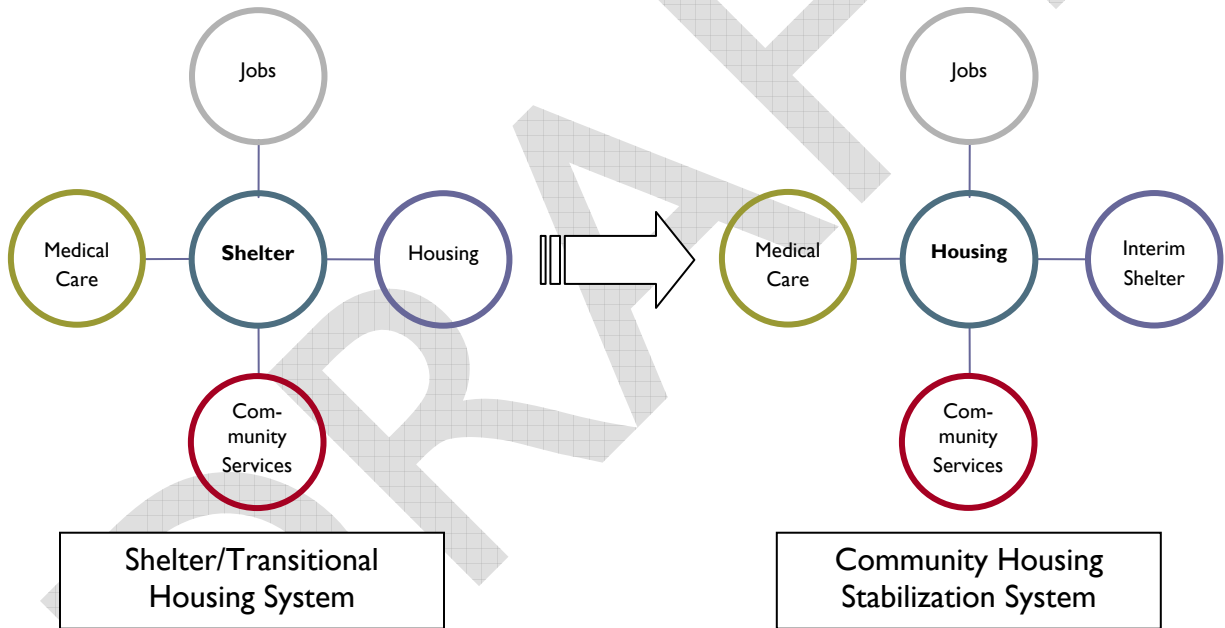 Jobs
Medical
Care
Shelter
Housing
Com-
munity
Services
Shelter/Transitional
Housing System
Jobs
Medical
Care
Housing
Interim
Shelter
Com-
munity
Services
Community Housing
Stabilization System
DRAFT